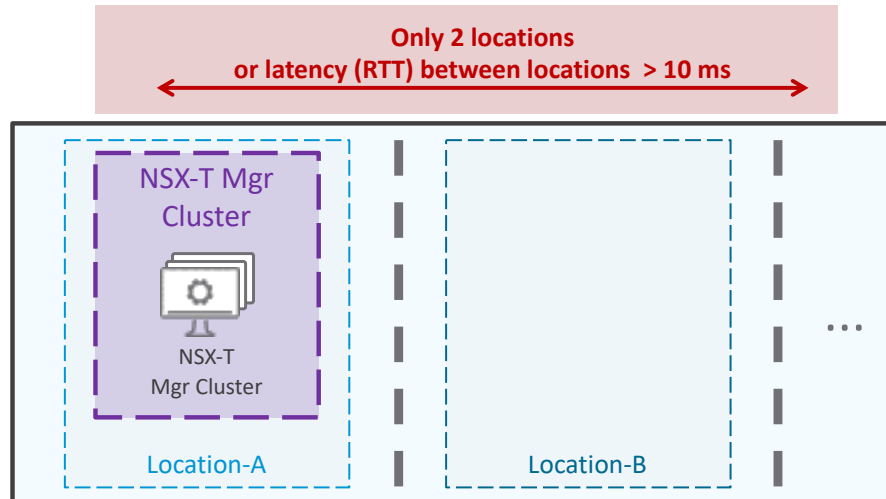 Only 2 locations
or latency (RTT) between locations > 10 ms
NSX-T Mgr
Cluster
NSX-T
Mgr Cluster
Location-A
Location-B
...